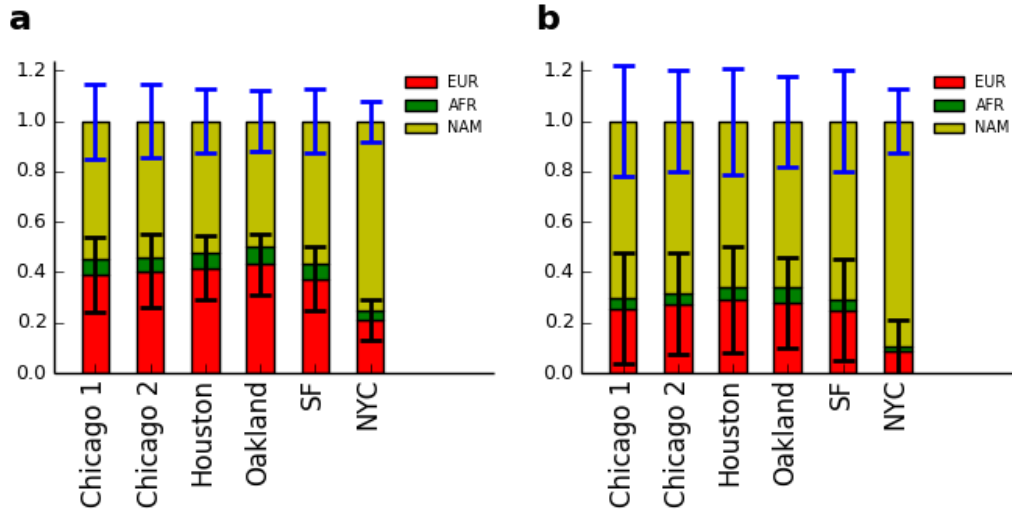 a
1.2
1.0
0.8
0.6
0.4
0.2
0.0
EUR
AFR
NAM
Chicago 1
Chicago 2
Houston
Oakland
SF
NYC
b
1.2
1.0
0.8
0.6
0.4
0.2
0.0
EUR
AFR
NAM
Chicago 1
Chicago 2
Houston
Oakland
SF
NYC